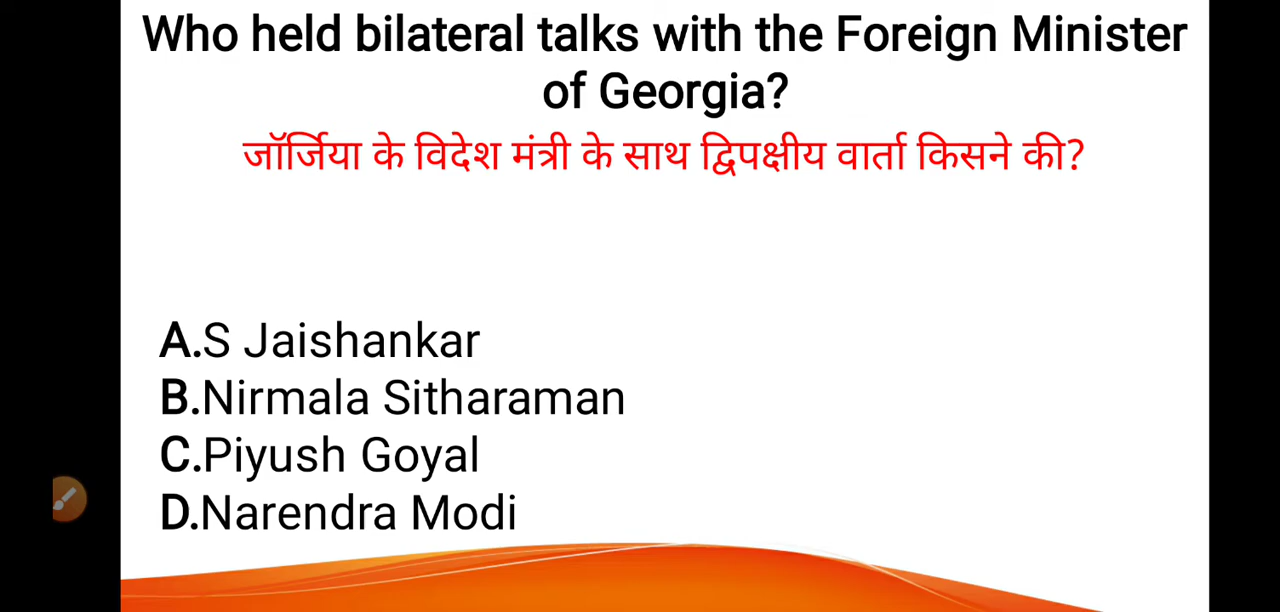 Who held bilateral talks with the Foreign Minister
of Georgia?
जॉर्जिया के विदेश मंत्री के साथ द्विपक्षीय वार्ता किसने की?
A.S Jaishankar
B.Nirmala Sitharaman
C.Piyush Goyal
D.Narendra Modi